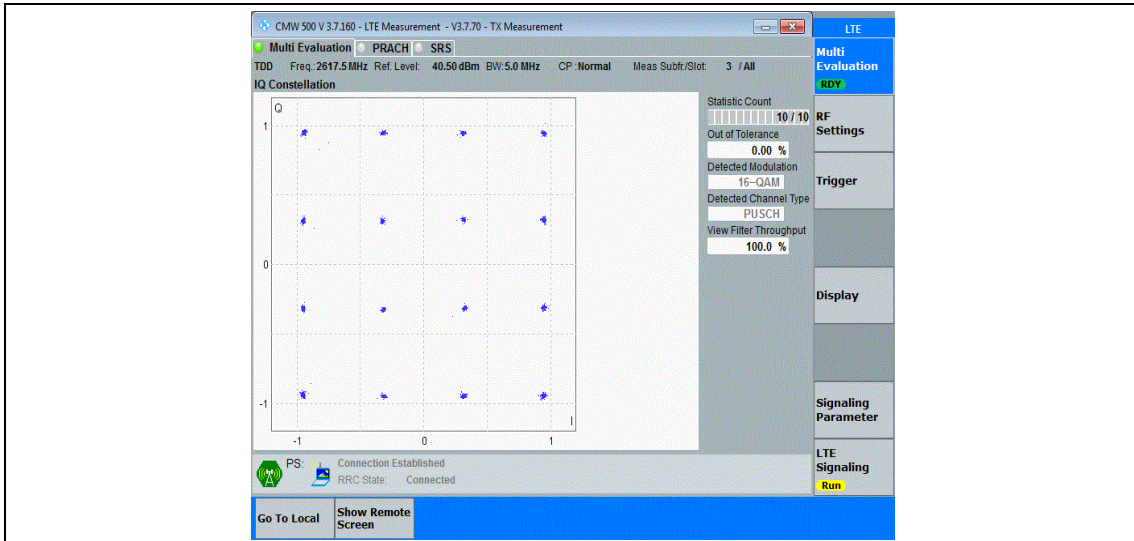 CMW 500 V 3.7.160 - LTE Measurement - V3.7.70 - TX Measurement
LTE
Multi Evaluation PRACH SRS
Multi
Evaluation
RDY
TDD Freq.: 2617.5 MHz Ref. Level: 40.50 dBm BW: 5.0 MHz CP : Normal Meas Subfr./Slot: 3 / All
IQ Constellation
Q
1
0
-1
-1 0 1
I
Statistic Count
10 / 10
Out of Tolerance
0.00 %
Detected Modulation
16-QAM
Detected Channel Type
PUSCH
View Filter Throughput
100.0 %
RF
Settings
Trigger
Display
Signaling
Parameter
LTE
Signaling
Run
PS: Connection Established
RRC State: Connected
Go To Local
Show Remote
Screen